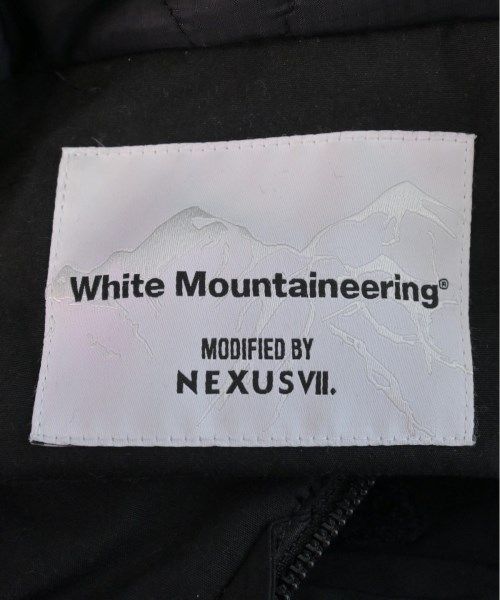 White Mountaineering®
MODIFIED BY
NEXUSVII.